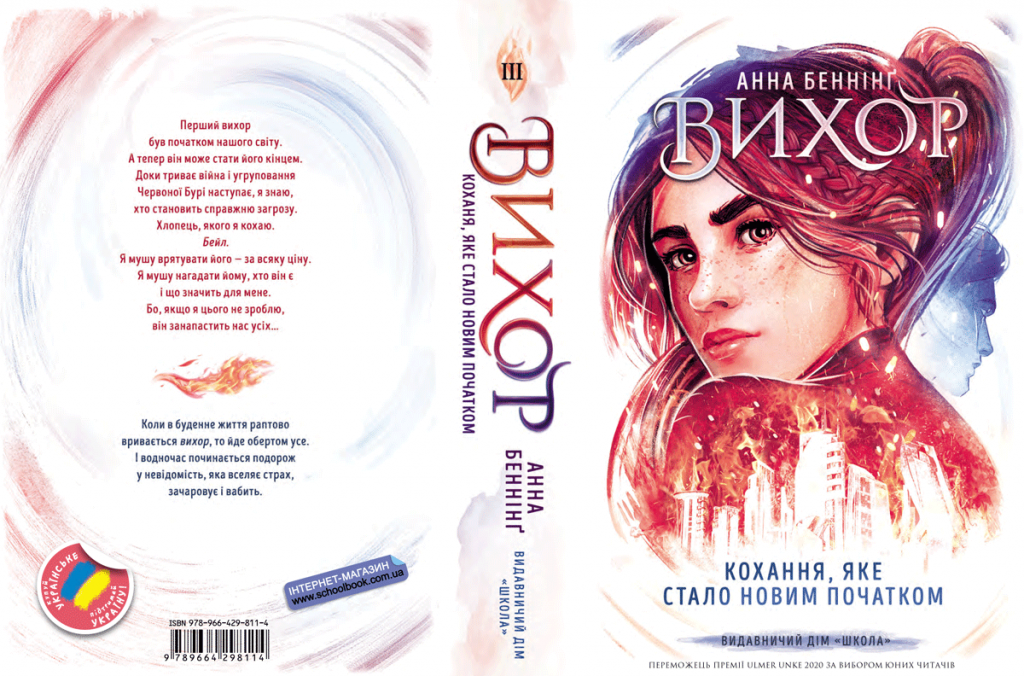 Перший вихор
був початком нашого світу.
А тепер він може стати його кінцем.
Доки триває війна і угруповання
Червоної Бурі наступає, я знаю,
хто становить справжню загрозу.
Хлопець, якого я кохаю.
Бейл.
Я мушу врятувати його – за всяку ціну.
Я мушу нагадати йому, хто він є
і що значить для мене.
Бо, якщо я цього не зроблю,
він занапастить нас усіх...
Коли в буденне життя раптово
вривається вихор, то йде обертом усе.
І водночас починається подорож
у невідомість, яка вселяє страх,
зачаровує і вабить.
УКРАЇНСЬКЕ
підтримай
УКРАЇНУ!
ІНТЕРНЕТ-МАГАЗИН
www.schoolbook.com.ua
ISBN 978-966-429-811-4
9 789664 298114
III
ВИХОР
КОХАНЯ, ЯКЕ СТАЛО НОВИМ ПОЧАТКОМ
АННА
БЕННІНҐ
ВИДАВНИЧИЙ ДІМ
«ШКОЛА»
АННА БЕННІНҐ
ВИХОР
КОХАННЯ, ЯКЕ
СТАЛО НОВИМ ПОЧАТКОМ
ВИДАВНИЧИЙ ДІМ «ШКОЛА»
ПЕРЕМОЖЕЦЬ ПРЕМІЇ ULMER UNKE 2020 ЗА ВИБОРОМ ЮНИХ ЧИТАЧІВ